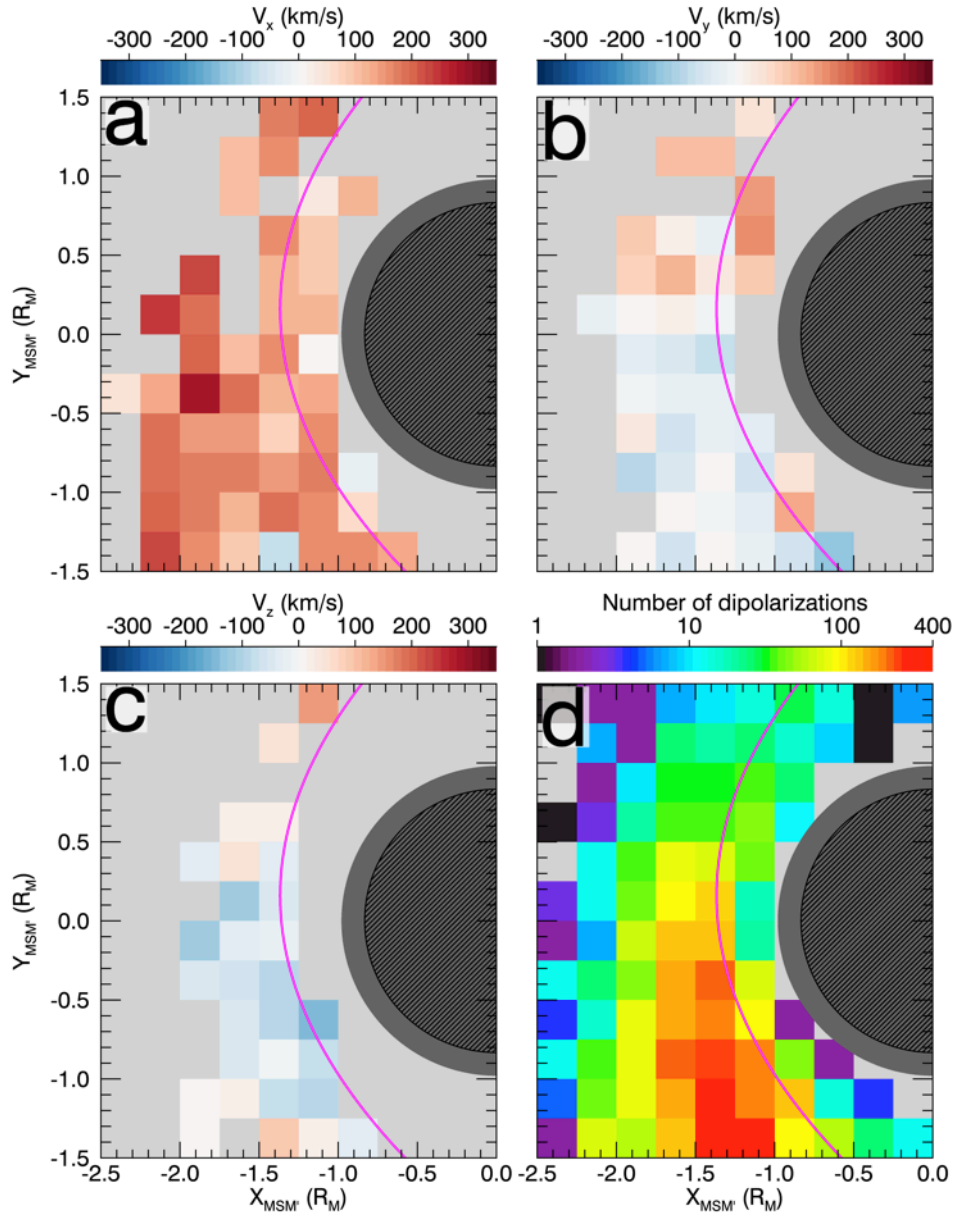 Vx (km/s)
-300 -200 -100 0 100 200 300
Vy (km/s)
-300 -200 -100 0 100 200 300
a
b
1.5
1.0
0.5
0.0
-0.5
-1.0
-1.5
YMSM' (RM)
Vz (km/s)
-300 -200 -100 0 100 200 300
Number of dipolarizations
1 10 100 400
c
d
1.5
1.0
0.5
0.0
-0.5
-1.0
-1.5
YMSM' (RM)
-2.5 -2.0 -1.5 -1.0 -0.5 0.0
XMSM' (RM)
-2.0 -1.5 -1.0 -0.5 0.0
XMSM' (RM)